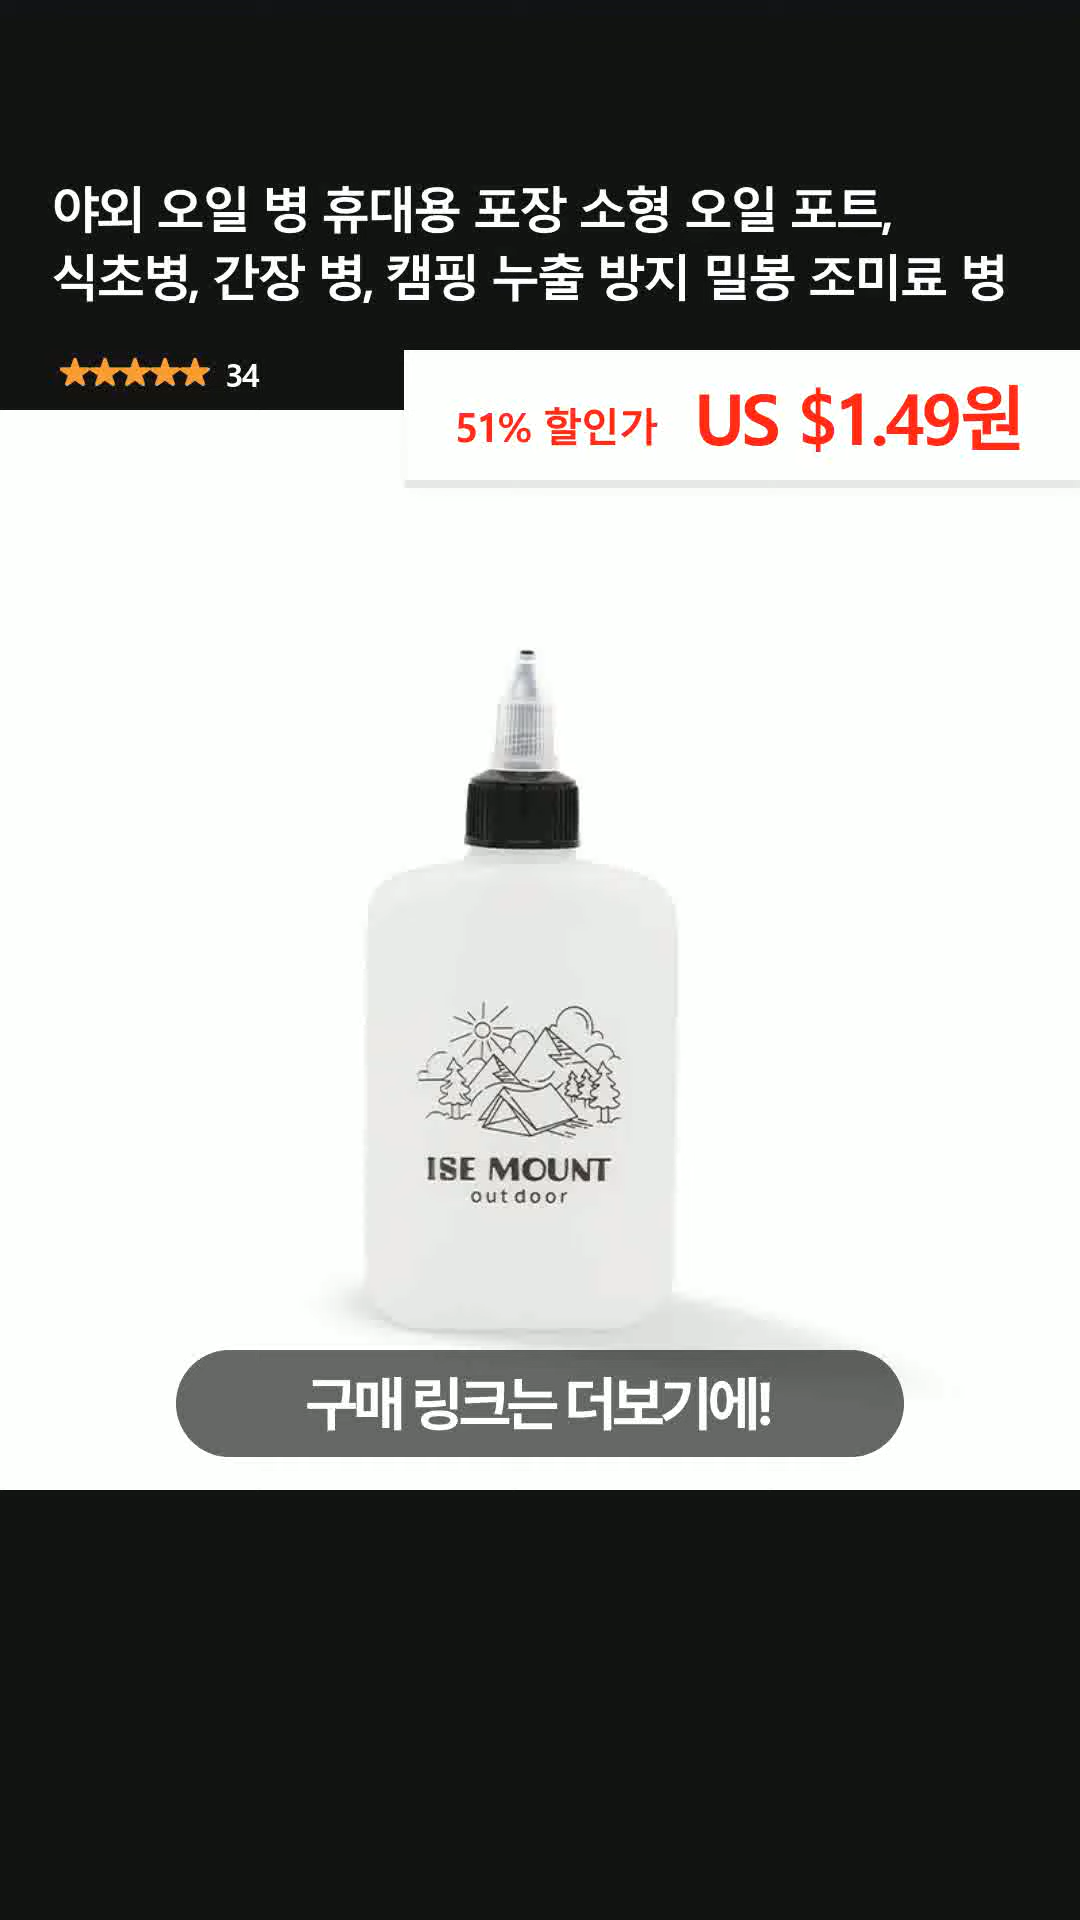 야외 오일 병 휴대용 포장 소형 오일 포트,
식초병, 간장 병, 캠핑 누출 방지 밀봉 조미료 병
34
51% 할인가 US $1.49원
ISE MOUNT
outdoor
구매 링크는 더보기에!